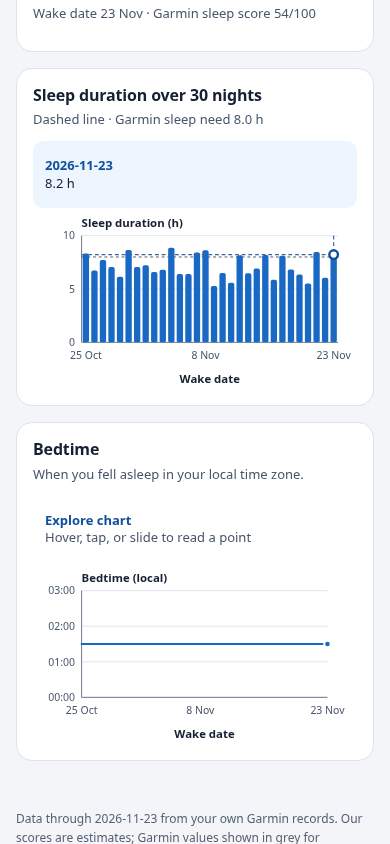 Wake date 23 Nov · Garmin sleep score 54/100
Sleep duration over 30 nights
Dashed line · Garmin sleep need 8.0 h
2026-11-23
8.2 h
Sleep duration (h)
10
5
0
25 Oct
8 Nov
23 Nov
Wake date
Bedtime
When you fell asleep in your local time zone.
Explore chart
Hover, tap, or slide to read a point
Bedtime (local)
03:00
02:00
01:00
00:00
25 Oct
8 Nov
23 Nov
Wake date
Data through 2026-11-23 from your own Garmin records. Our
scores are estimates; Garmin values shown in grey for